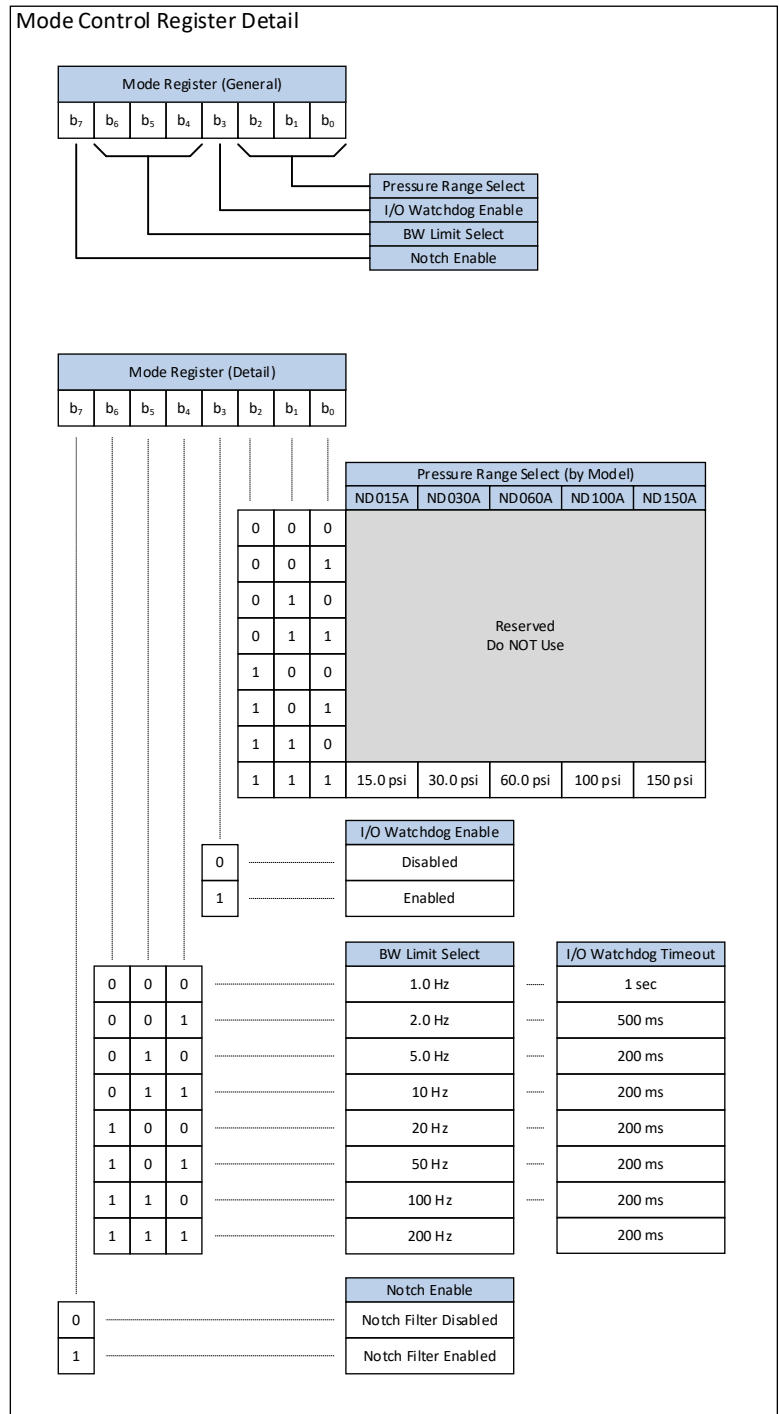 Mode Control Register Detail
Mode Register (General)
b₇ b₆ b₅ b₄ b₃ b₂ b₁ b₀
Pressure Range Select
I/O Watchdog Enable
BW Limit Select
Notch Enable
Mode Register (Detail)
b₇ b₆ b₅ b₄ b₃ b₂ b₁ b₀
Pressure Range Select (by Model)
ND015A ND030A ND060A ND100A ND150A
0 0 0
0 0 1
0 1 0
0 1 1
1 0 0
1 0 1
1 1 0
Reserved
Do NOT Use
1 1 1 15.0 psi 30.0 psi 60.0 psi 100 psi 150 psi
I/O Watchdog Enable
0 Disabled
1 Enabled
BW Limit Select I/O Watchdog Timeout
0 0 0 1.0 Hz 1 sec
0 0 1 2.0 Hz 500 ms
0 1 0 5.0 Hz 200 ms
0 1 1 10 Hz 200 ms
1 0 0 20 Hz 200 ms
1 0 1 50 Hz 200 ms
1 1 0 100 Hz 200 ms
1 1 1 200 Hz 200 ms
Notch Enable
0 Notch Filter Disabled
1 Notch Filter Enabled